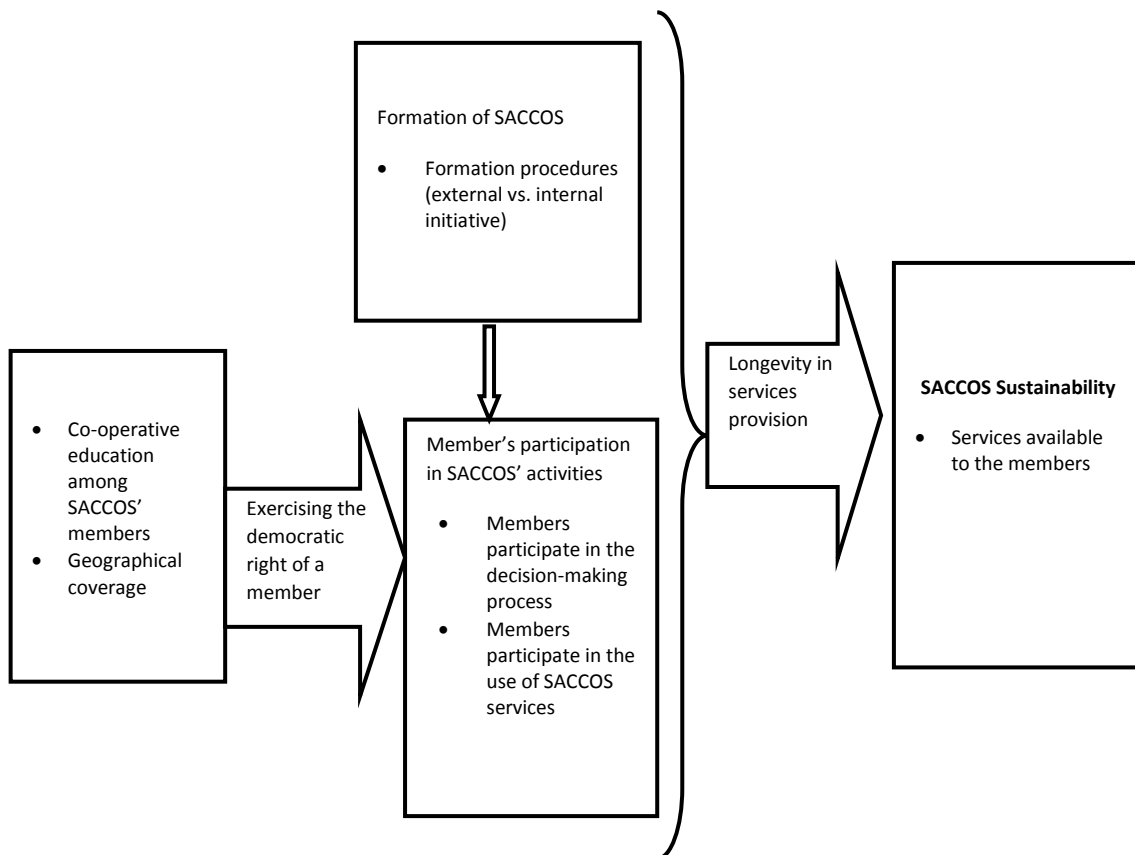 Formation of SACCOS
• Formation procedures
(external vs. internal
initiative)
• Co-operative
education
among
SACCOS’
members
• Geographical
coverage
Exercising the
democratic
right of a
member
Member’s participation
in SACCOS’ activities
• Members
participate in the
decision-making
process
• Members
participate in the
use of SACCOS
services
Longevity in
services
provision
SACCOS Sustainability
• Services available
to the members